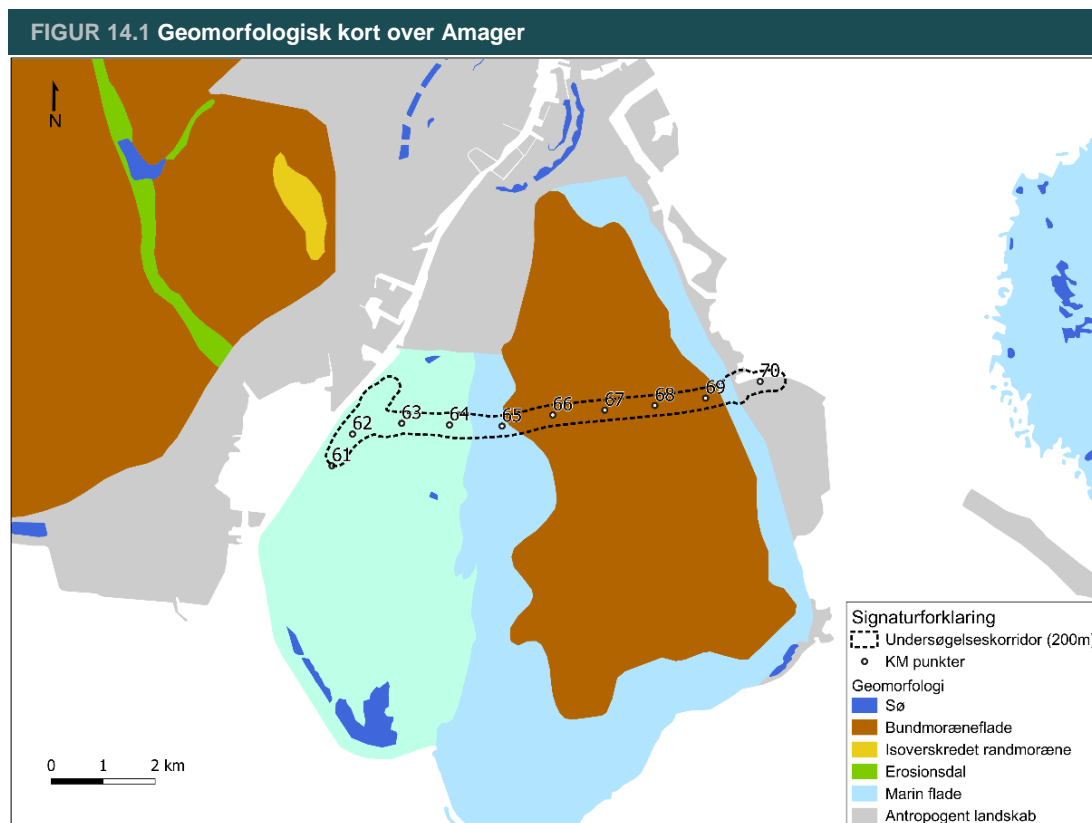 FIGUR 14.1 Geomorfologisk kort over Amager
N
70
69
68
67
66
65
64
63
62
61
0 1 2 km
Signaturforklaring
Undersøgelseskorridor (200m)
KM punkter
Geomorfologi
Sø
Bundmoræneflade
Isoverskredet randmoræne
Erosionsdal
Marin flade
Antropogent landskab